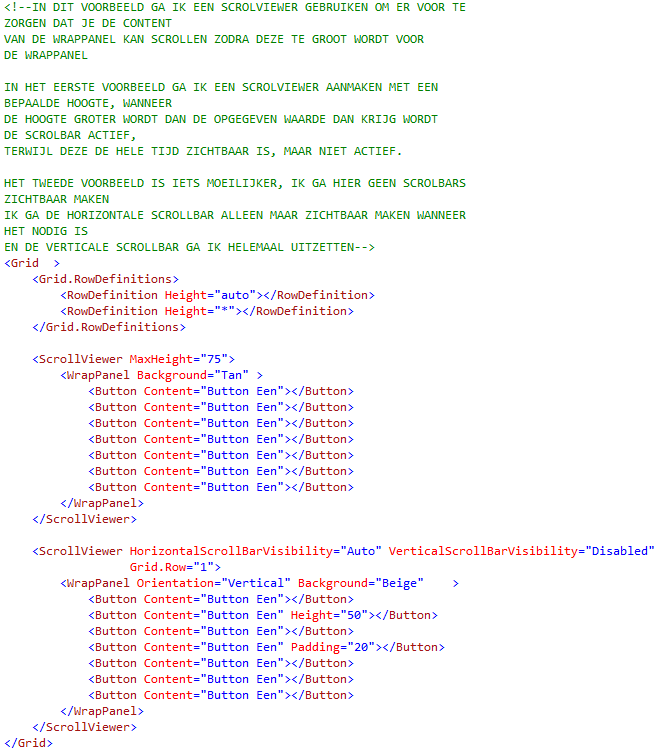 <!--IN DIT VOORBEELD GA IK EEN SCROLVIEWER GEBRUIKEN OM ER VOOR TE
ZORGEN DAT JE DE CONTENT
VAN DE WRAPPANEL KAN SCROLLEN ZODRA DEZE TE GROOT WORDT VOOR
DE WRAPPANEL

IN HET EERSTE VOORBEELD GA IK EEN SCROLVIEWER AANMAKEN MET EEN
BEPAALDE HOOGTE, WANNEER
DE HOOGTE GROTER WORDT DAN DE OPGEGEVEN WAARDE DAN KRIJG WORDT
DE SCROLBAR ACTIEF,
TERWIJL DEZE DE HELE TIJD ZICHTBAAR IS, MAAR NIET ACTIEF.

HET TWEEDE VOORBEELD IS IETS MOEILIJKER, IK GA HIER GEEN SCROLBARS
ZICHTBAAR MAKEN
IK GA DE HORIZONTALE SCROLLBAR ALLEEN MAAR ZICHTBAAR MAKEN WANNEER
HET NODIG IS
EN DE VERTICALE SCROLLBAR GA IK HELEMAAL UITZETTEN-->
<Grid  >
    <Grid.RowDefinitions>
        <RowDefinition Height="auto"></RowDefinition>
        <RowDefinition Height="*"></RowDefinition>
    </Grid.RowDefinitions>

    <ScrollViewer MaxHeight="75">
        <WrapPanel Background="Tan" >
            <Button Content="Button Een"></Button>
            <Button Content="Button Een"></Button>
            <Button Content="Button Een"></Button>
            <Button Content="Button Een"></Button>
            <Button Content="Button Een"></Button>
            <Button Content="Button Een"></Button>
            <Button Content="Button Een"></Button>
        </WrapPanel>
    </ScrollViewer>

    <ScrollViewer HorizontalScrollBarVisibility="Auto" VerticalScrollBarVisibility="Disabled"
                  Grid.Row="1">
        <WrapPanel Orientation="Vertical" Background="Beige"    >
            <Button Content="Button Een"></Button>
            <Button Content="Button Een" Height="50"></Button>
            <Button Content="Button Een"></Button>
            <Button Content="Button Een" Padding="20"></Button>
            <Button Content="Button Een"></Button>
            <Button Content="Button Een"></Button>
            <Button Content="Button Een"></Button>
        </WrapPanel>
    </ScrollViewer>
</Grid>